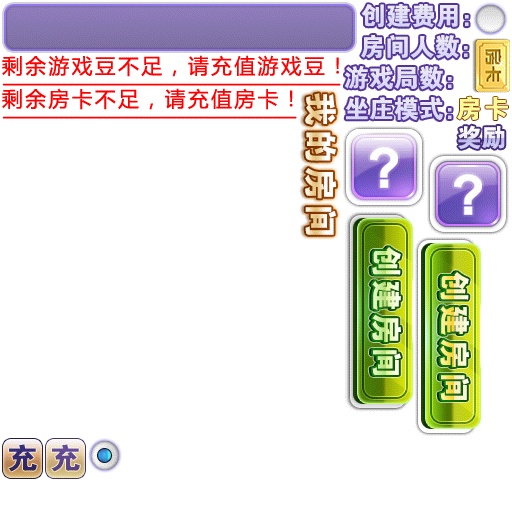 创建费用:
剩余游戏豆不足，请充值游戏豆！
房间人数:
房卡
游戏局数:
剩余房卡不足，请充值房卡！
坐庄模式:
房卡
奖励
我的房间
?
?
创建房间
创建房间
充
充